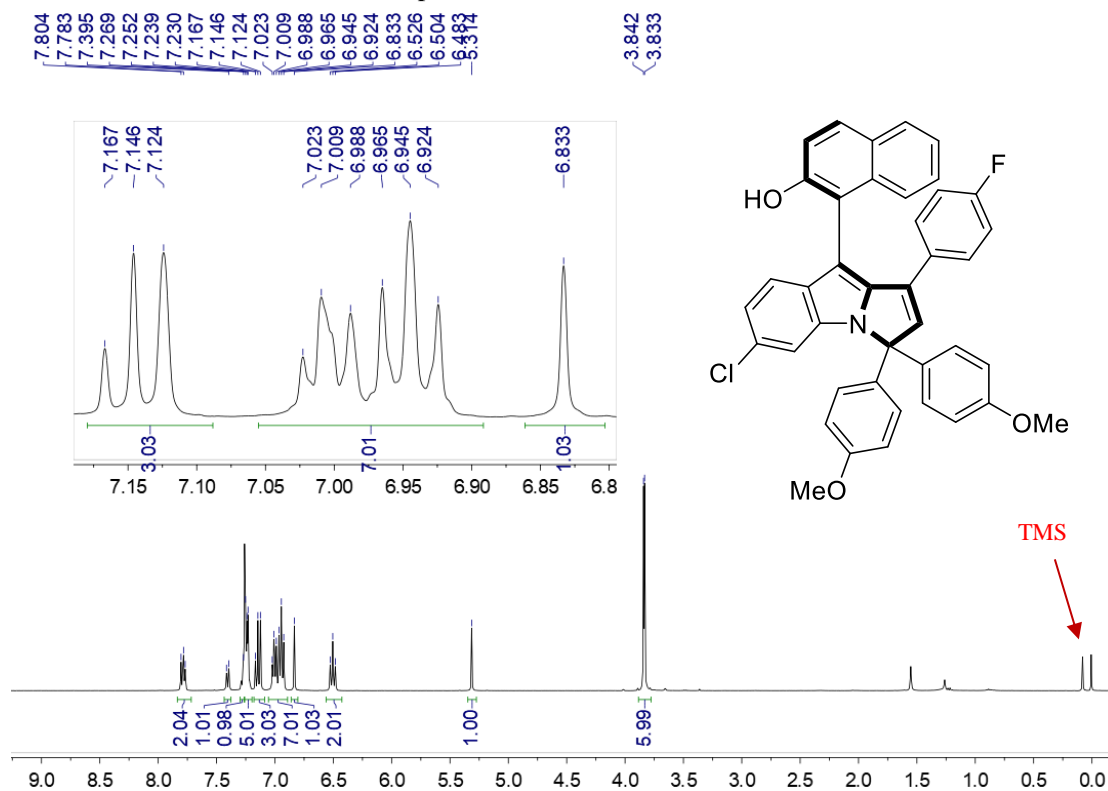 7.804 7.783 7.395 7.269 7.252 7.239 7.230 7.167 7.146 7.124 7.023 7.009 6.988 6.965 6.945 6.924 6.833 6.526 6.504 6.483 5.314 3.842 3.833
7.167 7.146 7.124 7.023 7.009 6.988 6.965 6.945 6.924 6.833
F
HO
N
Cl
OMe
MeO
3.03 7.01 1.03
7.15 7.10 7.05 7.00 6.95 6.90 6.85 6.8
TMS
2.04 1.01 0.98 5.01 3.03 7.01 1.03 2.01 1.00 5.99
9.0 8.5 8.0 7.5 7.0 6.5 6.0 5.5 5.0 4.5 4.0 3.5 3.0 2.5 2.0 1.5 1.0 0.5 0.0